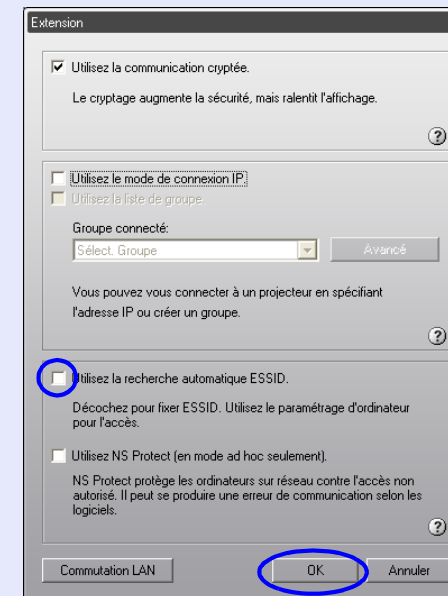 Extension
Utilisez la communication cryptée.
Le cryptage augmente la sécurité, mais ralentit l'affichage.
?
Utilisez le mode de connexion IP.
Utilisez la liste de groupe
Groupe connecté:
Sélect. Groupe
Avancé
Vous pouvez vous connecter à un projecteur en spécifiant
l'adresse IP ou créer un groupe.
?
Utilisez la recherche automatique ESSID.
Décochez pour fixer ESSID. Utilisez le paramétrage d'ordinateur
pour l'accès.
Utilisez NS Protect (en mode ad hoc seulement).
NS Protect protège les ordinateurs sur réseau contre l'accès non
autorisé. Il peut se produire une erreur de communication selon les
logiciels.
?
Commutation LAN
OK
Annuler